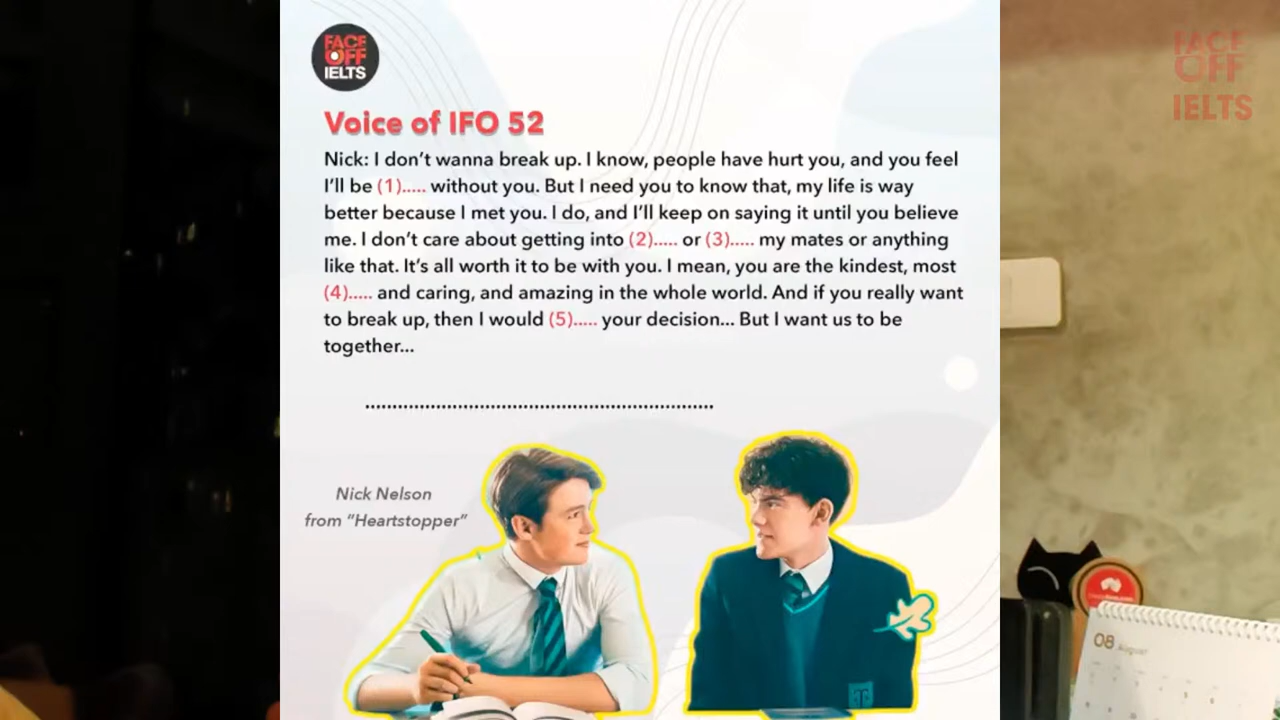 FACE
OFF
IELTS
FACE
OFF
IELTS
Voice of IFO 52
Nick: I don’t wanna break up. I know, people have hurt you, and you feel
I’ll be (1)..... without you. But I need you to know that, my life is way
better because I met you. I do, and I’ll keep on saying it until you believe
me. I don’t care about getting into (2)..... or (3)..... my mates or anything
like that. It’s all worth it to be with you. I mean, you are the kindest, most
(4)..... and caring, and amazing in the whole world. And if you really want
to break up, then I would (5)..... your decision... But I want us to be
together...
Nick Nelson
from “Heartstopper”
08 August